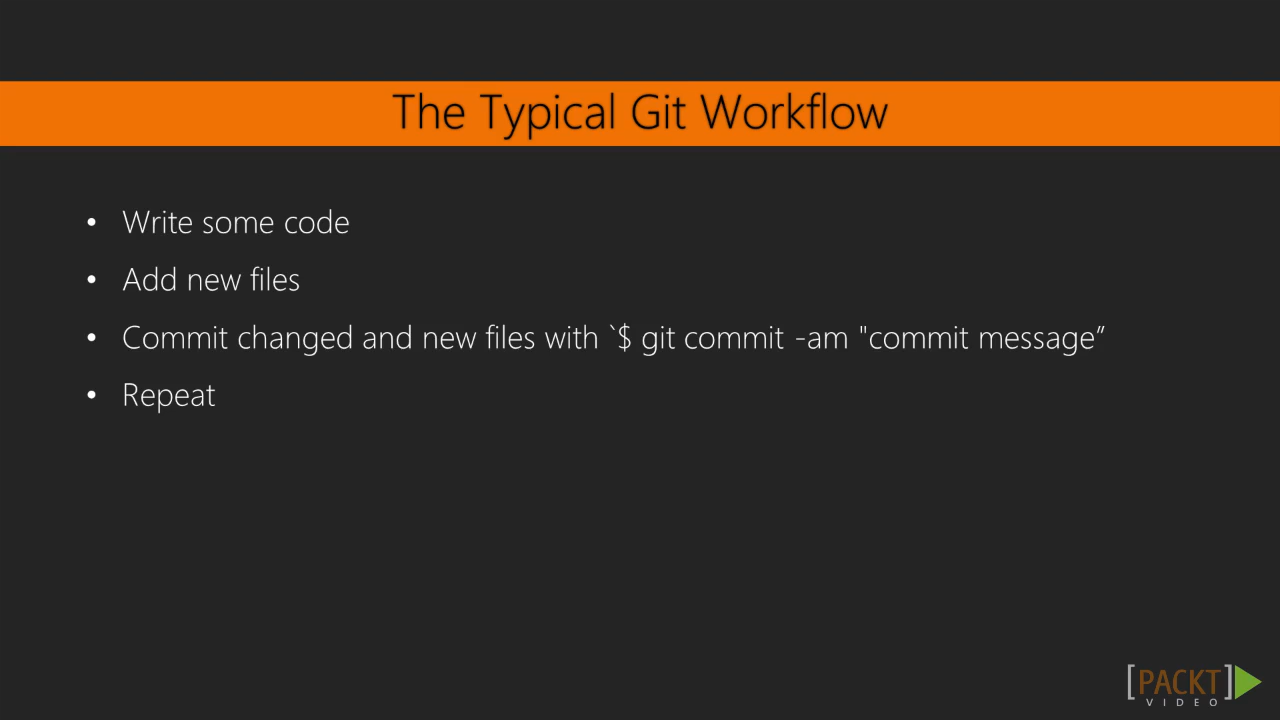 The Typical Git Workflow
• Write some code
• Add new files
• Commit changed and new files with `$ git commit -am "commit message”
• Repeat
[PACKT]
VIDEO